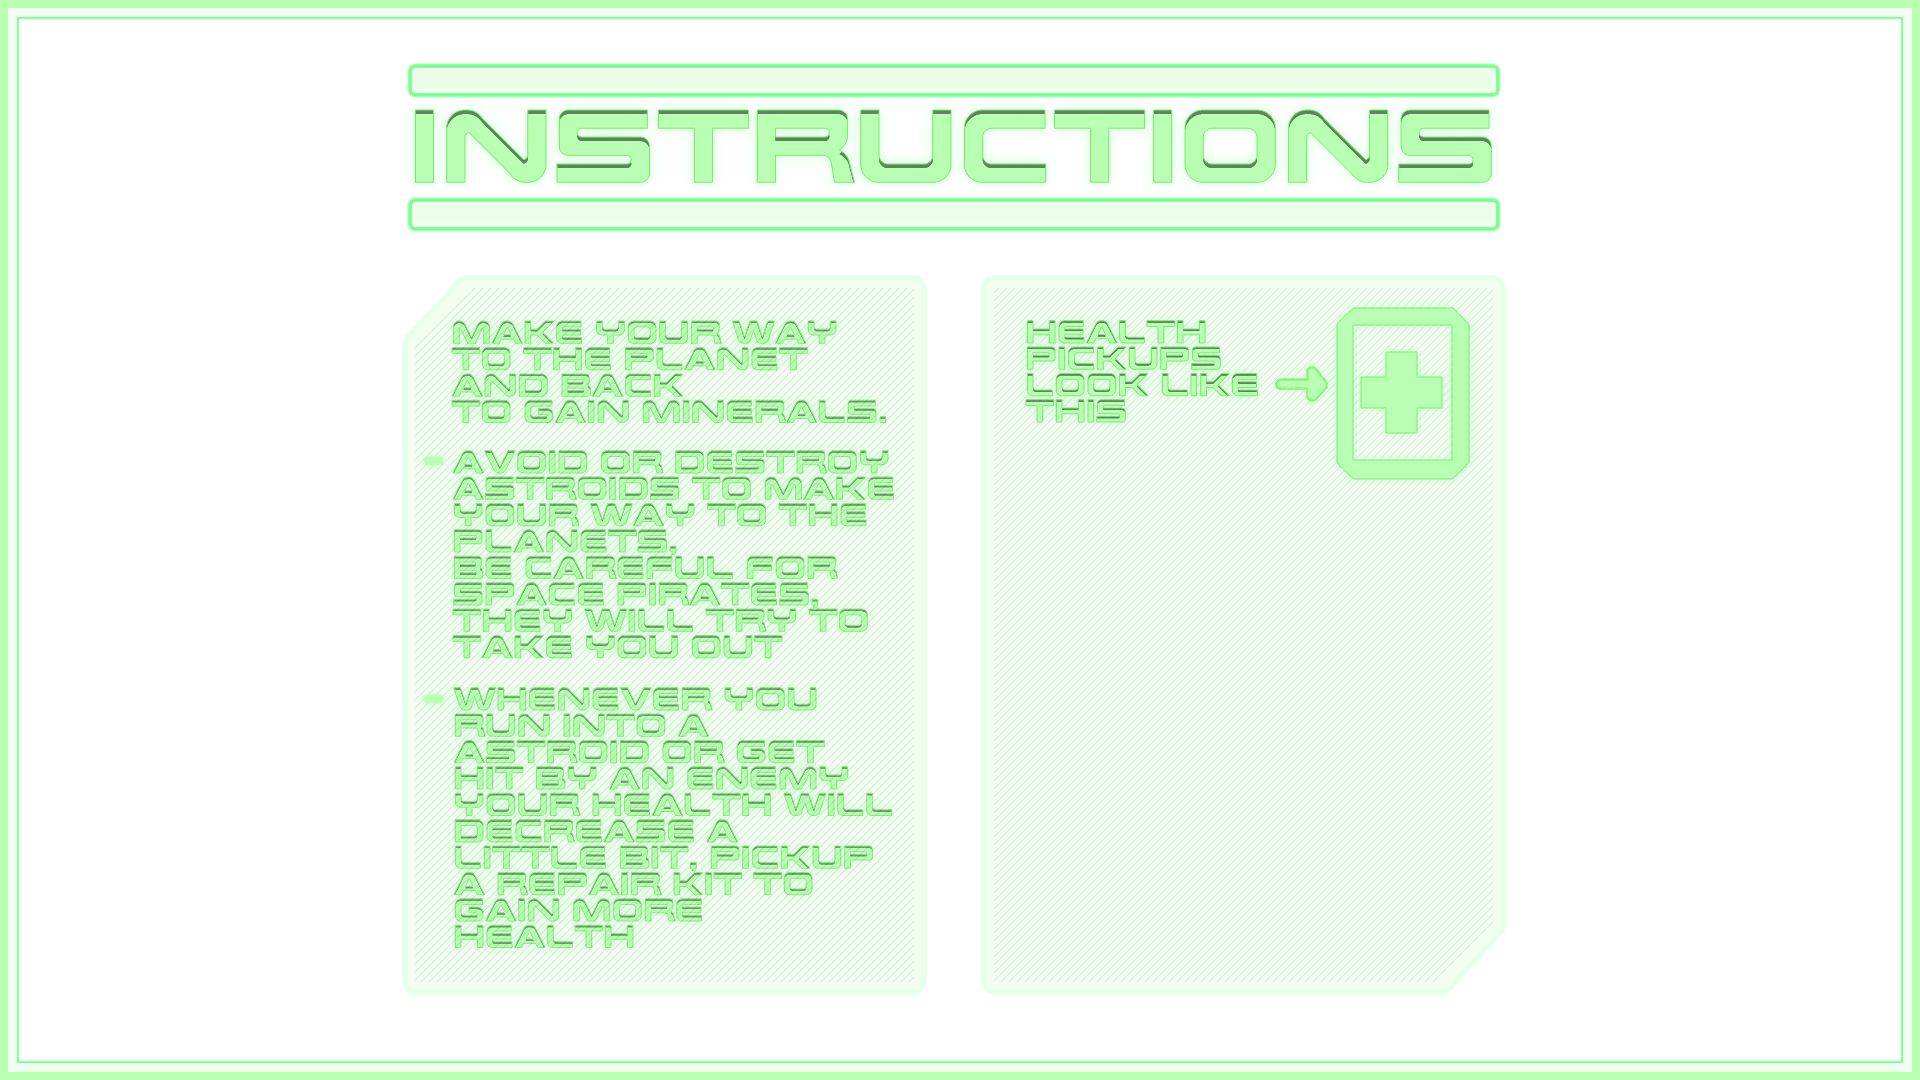 INSTRUCTIONS
MAKE YOUR WAY
TO THE PLANET
AND BACK
TO GAIN MINERALS.
- AVOID OR DESTROY
ASTROIDS TO MAKE
YOUR WAY TO THE
PLANETS,
BE CAREFUL FOR
SPACE PIRATES,
THEY WILL TRY TO
TAKE YOU OUT
- WHENEVER YOU
RUN INTO A
ASTROID OR GET
HIT BY AN ENEMY
YOUR HEALTH WILL
DECREASE A
LITTLE BIT, PICKUP
A REPAIR KIT TO
GAIN MORE
HEALTH
HEALTH
PICKUPS
LOOK LIKE
THIS